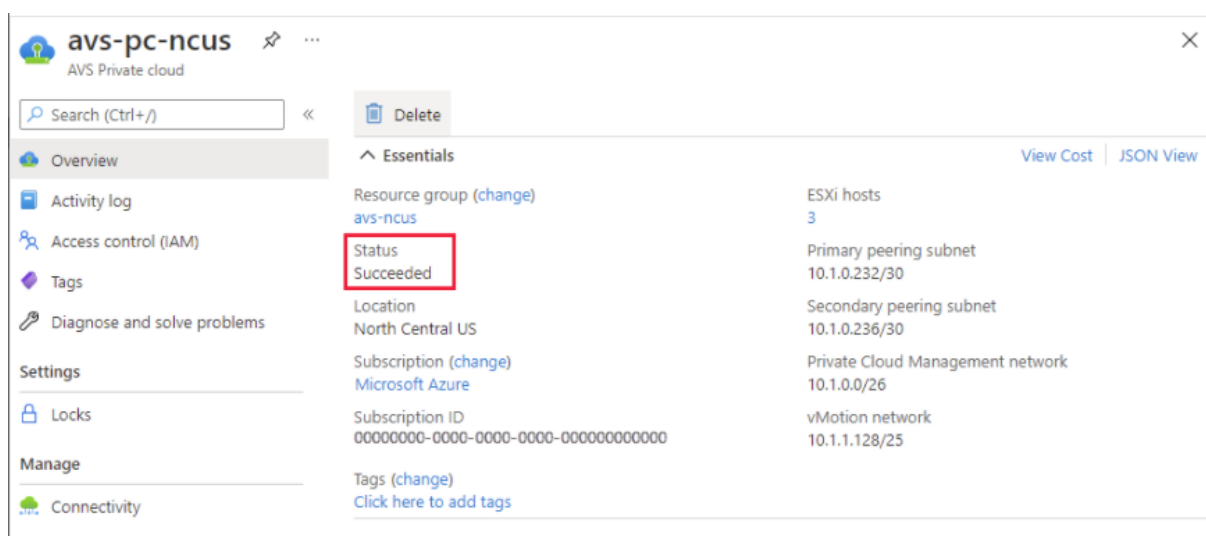 avs-pc-ncus
AVS Private cloud
Search (Ctrl+/)
Overview
Activity log
Access control (IAM)
Tags
Diagnose and solve problems
Settings
Locks
Manage
Connectivity
Delete
Essentials
View Cost
JSON View
Resource group (change)
avs-ncus
Status
Succeeded
Location
North Central US
Subscription (change)
Microsoft Azure
Subscription ID
00000000-0000-0000-0000-000000000000
Tags (change)
Click here to add tags
ESXi hosts
3
Primary peering subnet
10.1.0.232/30
Secondary peering subnet
10.1.0.236/30
Private Cloud Management network
10.1.0.0/26
vMotion network
10.1.1.128/25